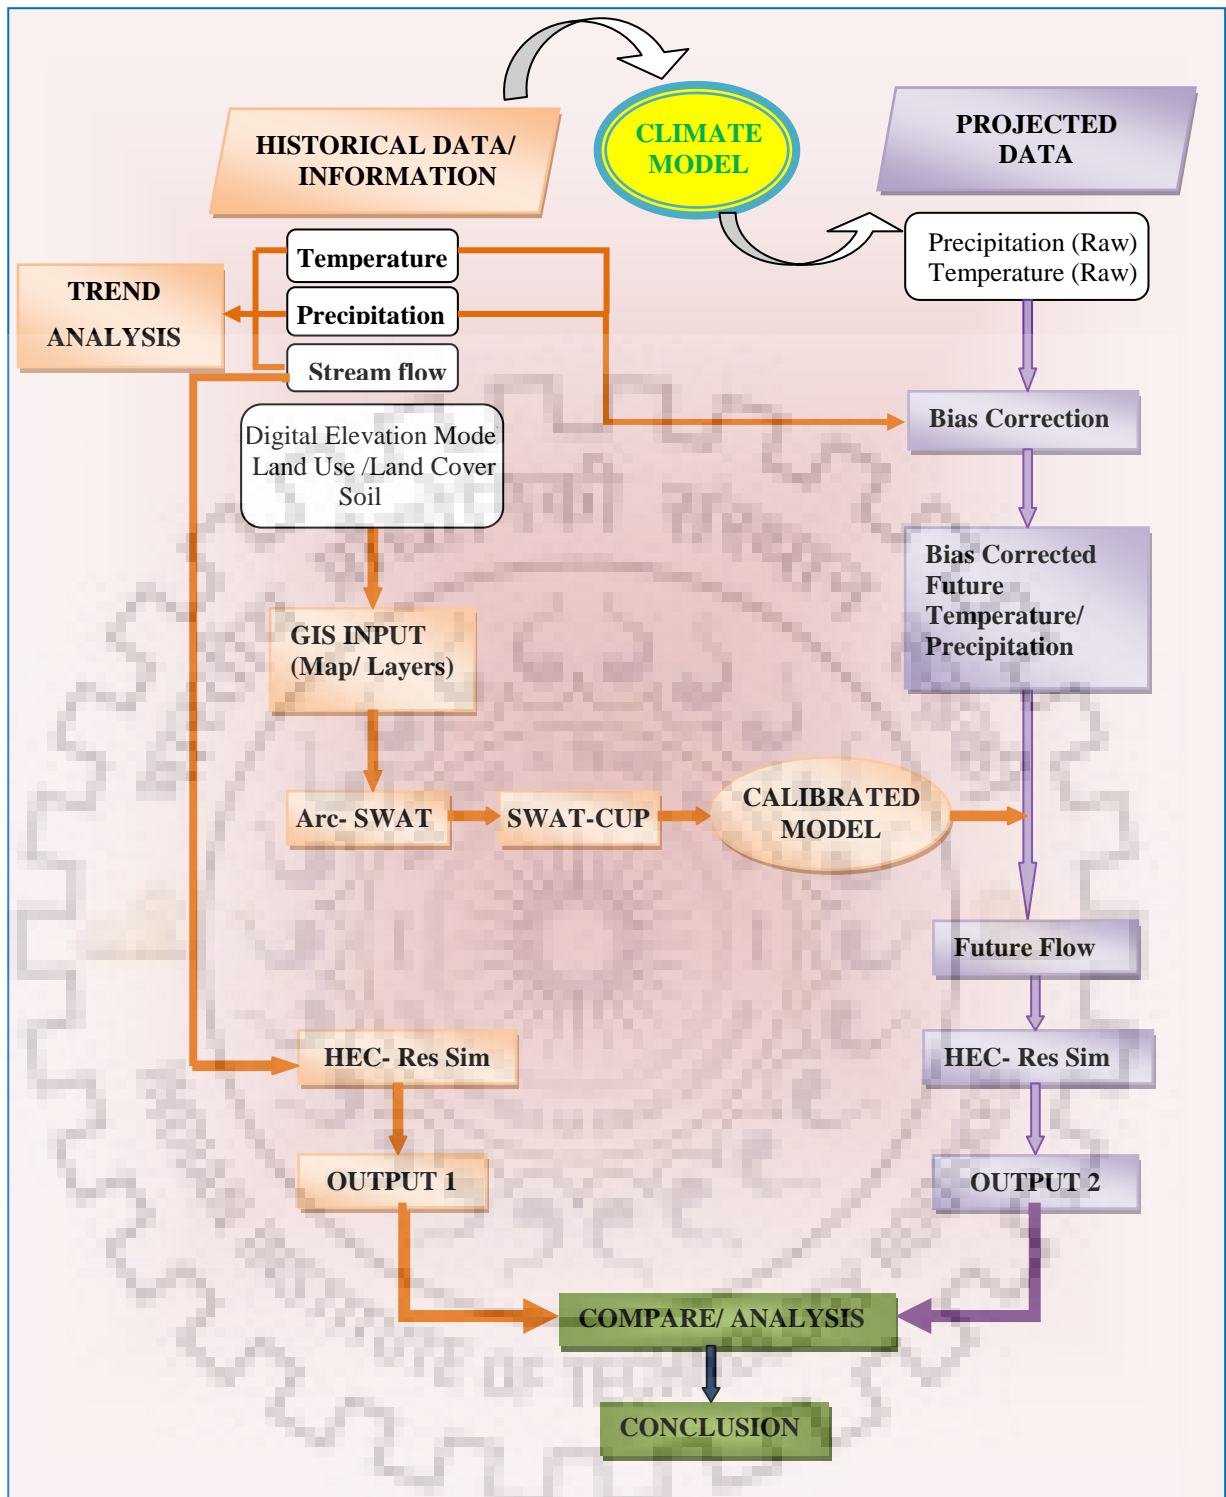 HISTORICAL DATA/
INFORMATION
CLIMATE
MODEL
PROJECTED
DATA
Precipitation (Raw)
Temperature (Raw)
Temperature
Precipitation
Stream flow
TREND
ANALYSIS
Digital Elevation Mode
Land Use /Land Cover
Soil
Bias Correction
Bias Corrected
Future
Temperature/
Precipitation
GIS INPUT
(Map/ Layers)
Arc- SWAT
SWAT-CUP
CALIBRATED
MODEL
Future Flow
HEC- Res Sim
HEC- Res Sim
OUTPUT 1
OUTPUT 2
COMPARE/ ANALYSIS
CONCLUSION